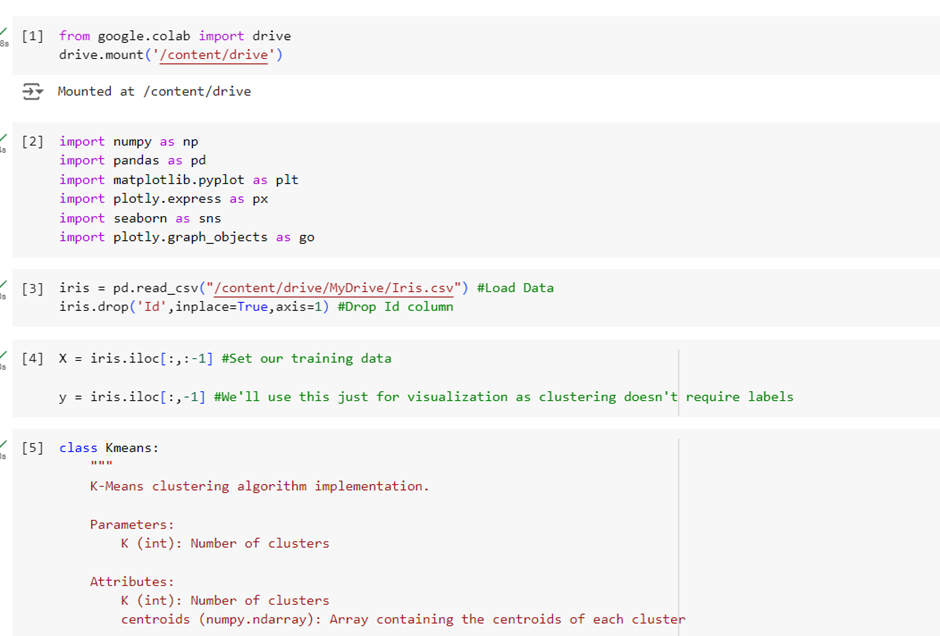 [1] from google.colab import drive
drive.mount('/content/drive')
Mounted at /content/drive
[2] import numpy as np
import pandas as pd
import matplotlib.pyplot as plt
import plotly.express as px
import seaborn as sns
import plotly.graph_objects as go
[3] iris = pd.read_csv("/content/drive/MyDrive/Iris.csv") #Load Data
iris.drop('Id',inplace=True,axis=1) #Drop Id column
[4] X = iris.iloc[:,:-1] #Set our training data
y = iris.iloc[:,-1] #We'll use this just for visualization as clustering doesn't require labels
[5] class Kmeans:
"""
K-Means clustering algorithm implementation.
Parameters:
K (int): Number of clusters
Attributes:
K (int): Number of clusters
centroids (numpy.ndarray): Array containing the centroids of each cluster